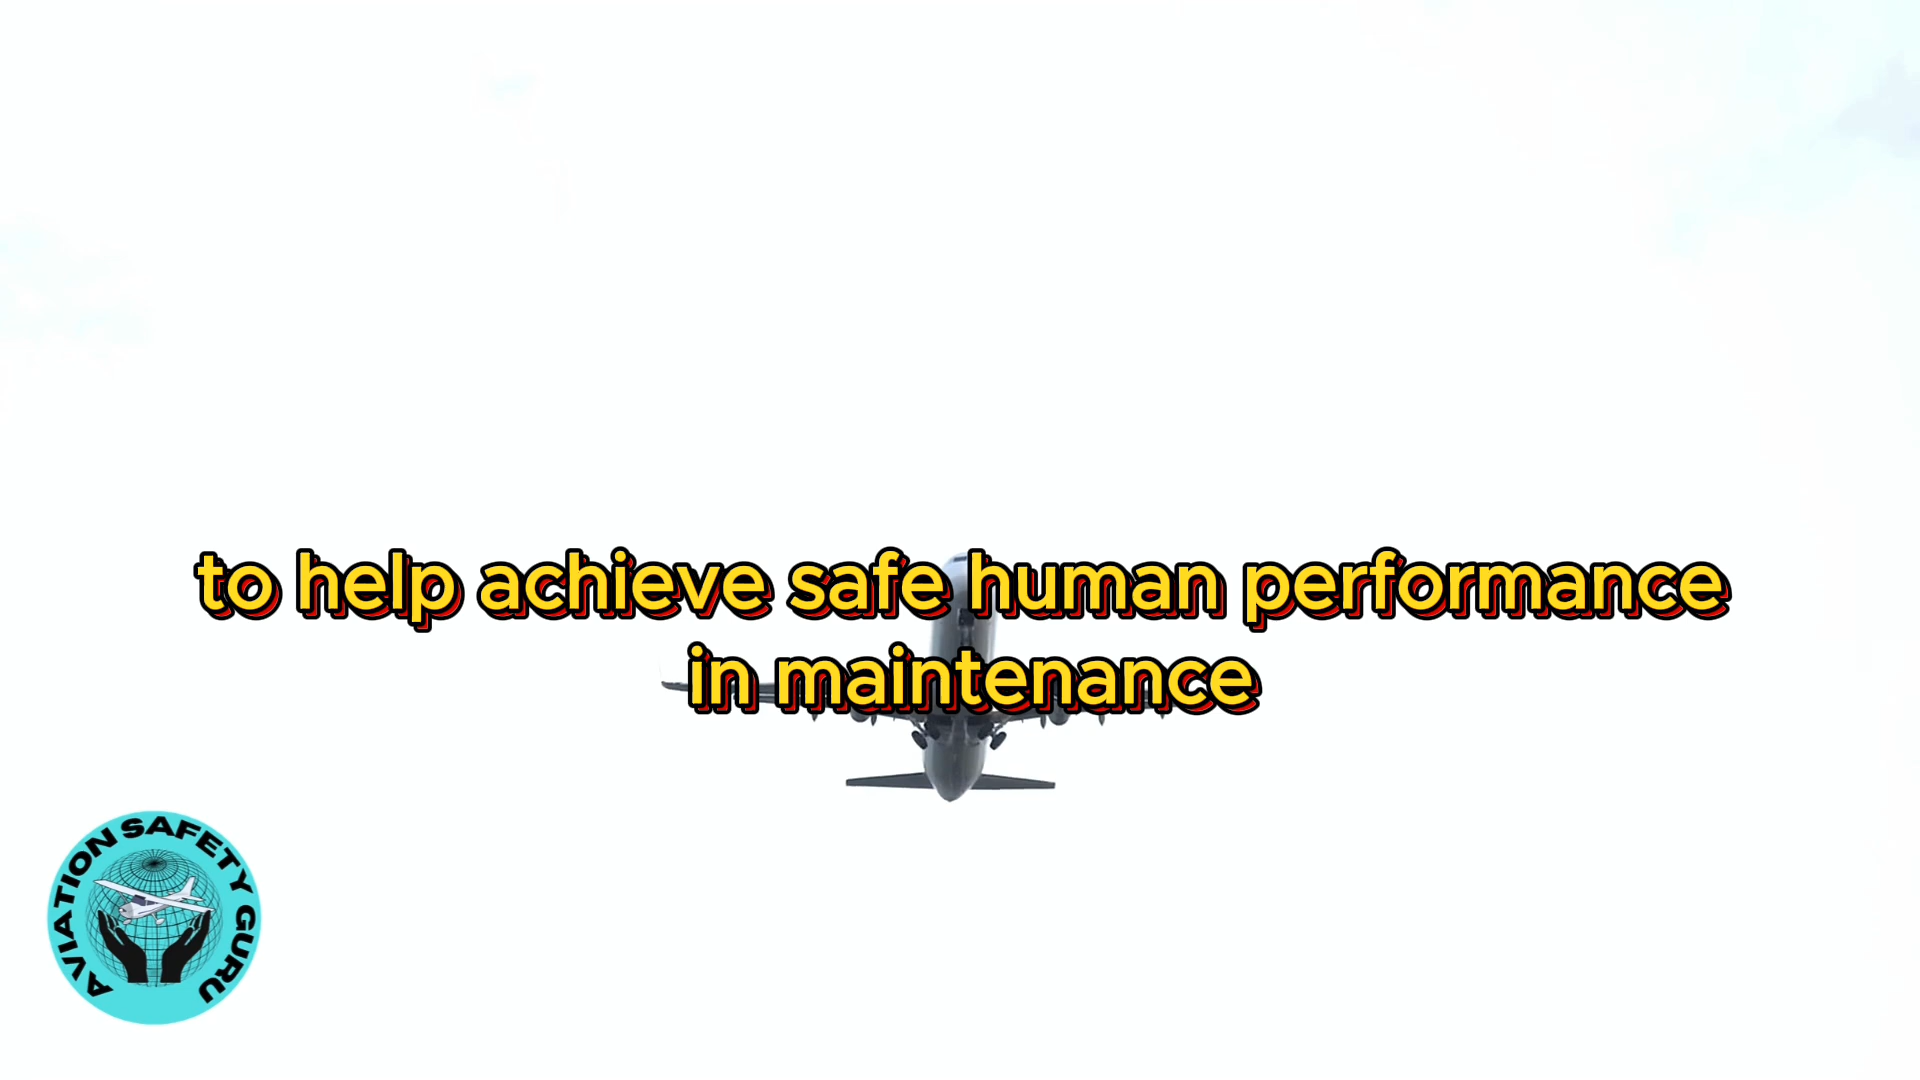 to help achieve safe human performance
in maintenance
AVIATION SAFETY GURU